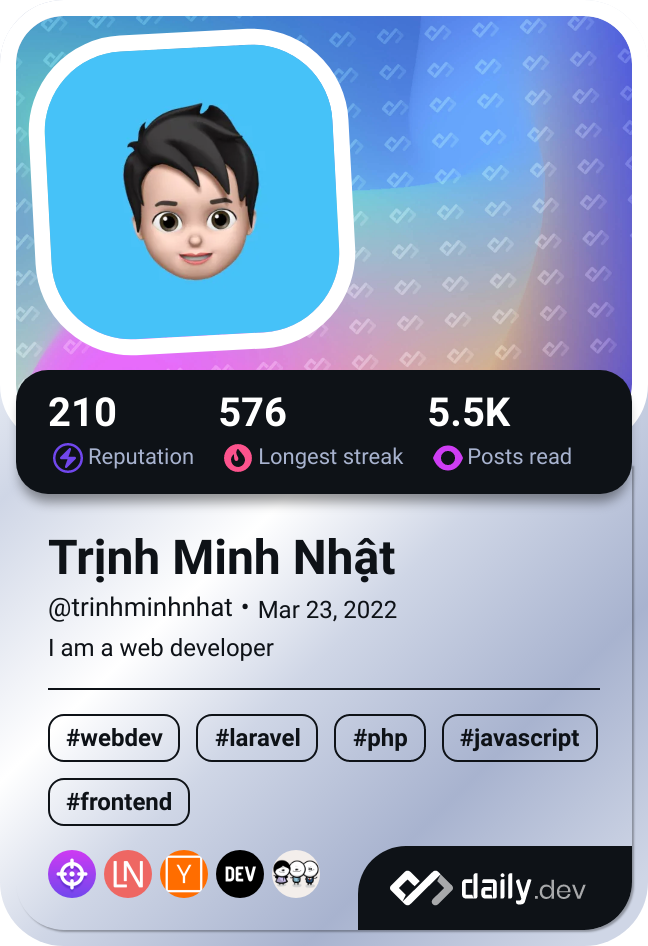 210 576 5.5K
Reputation Longest streak Posts read
Trịnh Minh Nhật
@trinhminhnhat • Mar 23, 2022
I am a web developer
#webdev #laravel #php #javascript
#frontend
LN Y DEV
daily.dev